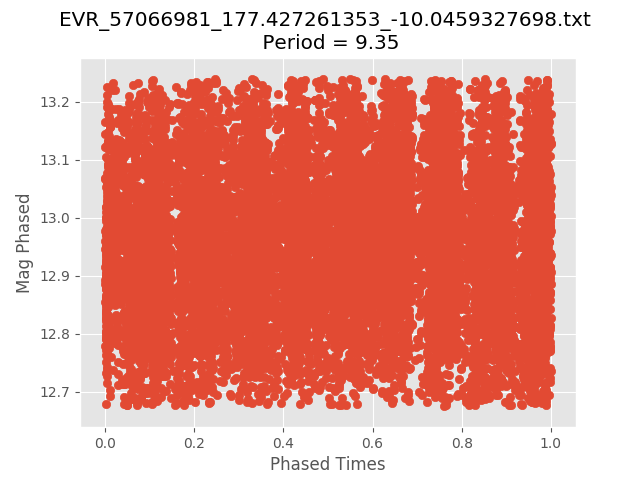 EVR_57066981_177.427261353_-10.0459327698.txt
Period = 9.35
13.2
13.1
13.0
12.9
12.8
12.7
Mag Phased
0.0 0.2 0.4 0.6 0.8 1.0
Phased Times